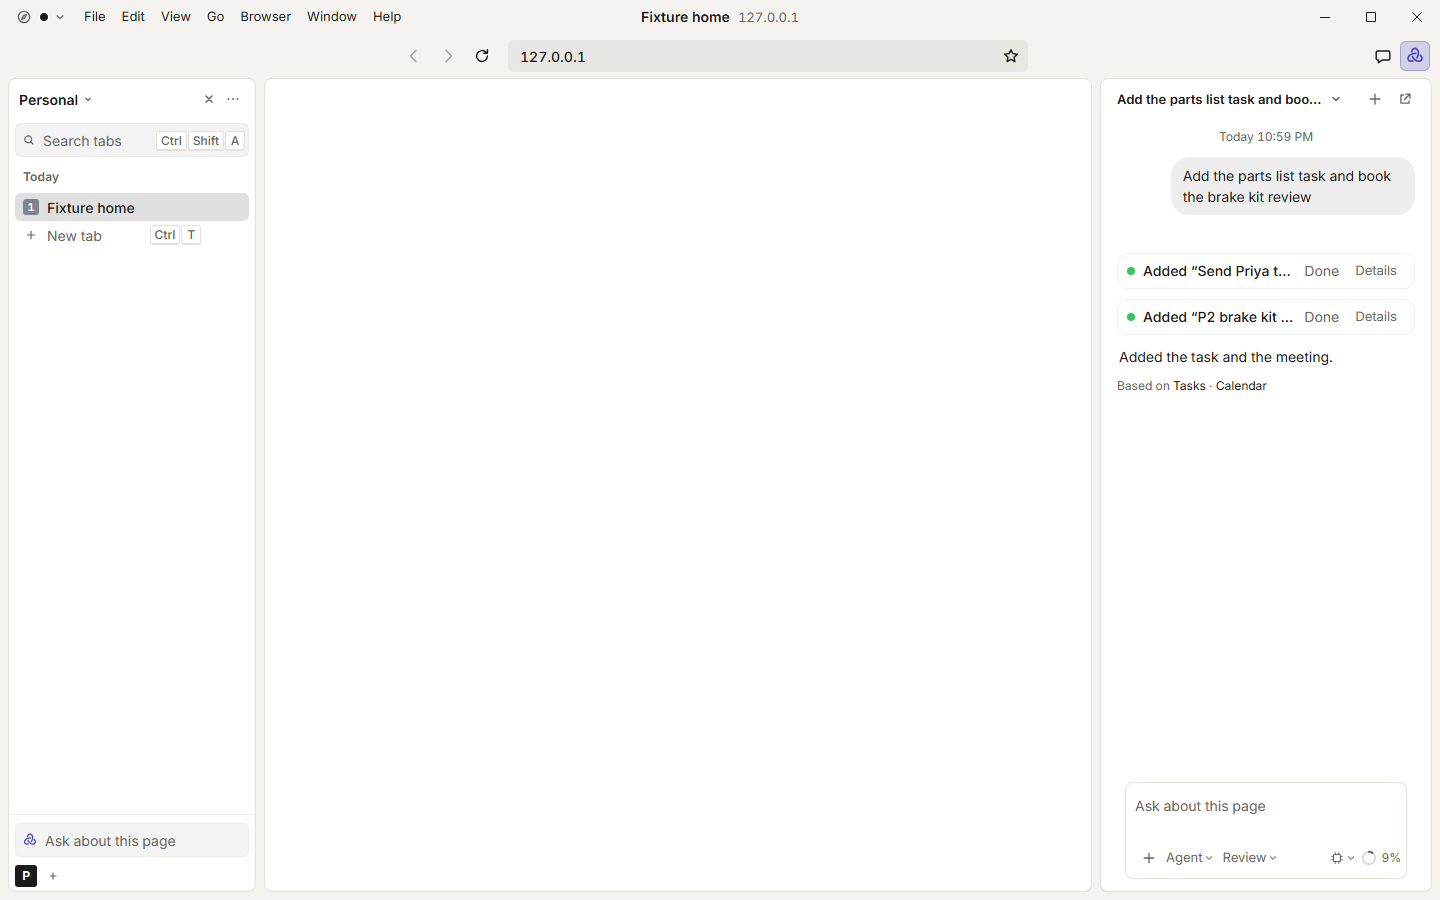 File Edit View Go Browser Window Help
Fixture home 127.0.0.1
127.0.0.1
Personal
Search tabs Ctrl Shift A
Today
1 Fixture home
New tab Ctrl T
Ask about this page
P
Add the parts list task and boo...
Today 10:59 PM
Add the parts list task and book
the brake kit review
Added “Send Priya t... Done Details
Added “P2 brake kit ... Done Details
Added the task and the meeting.
Based on Tasks · Calendar
Ask about this page
Agent Review 9%